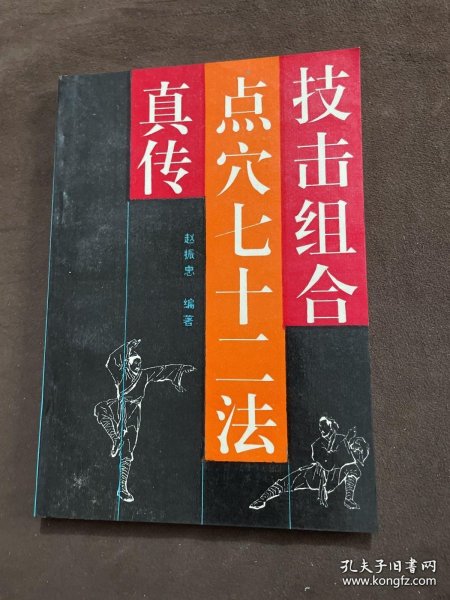 技击组合
点穴七十二法
真传
赵振忠 编著
孔夫子旧书网
www.kongfz.com